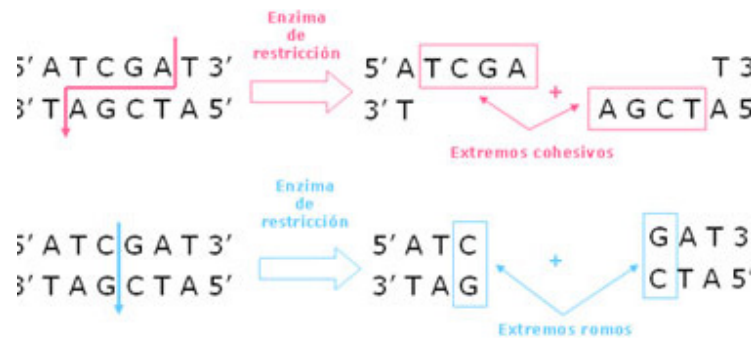 Enzima
de
restricción
5′ A T C G A T 3′
3′ T A G C T A 5′
5′ A T C G A
T 3′
+
3′ T
A G C T A 5′
Extremos cohesivos
Enzima
de
restricción
5′ A T C G A T 3′
3′ T A G C T A 5′
5′ A T C
G A T 3′
+
3′ T A G
C T A 5′
Extremos romos